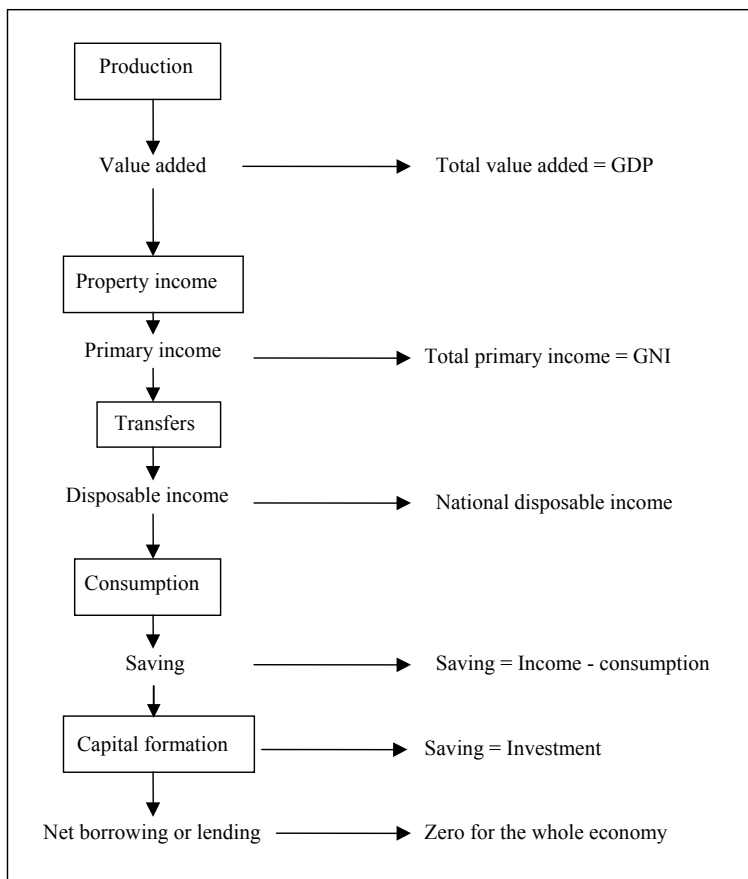 Production
Value added
Total value added = GDP
Property income
Primary income
Total primary income = GNI
Transfers
Disposable income
National disposable income
Consumption
Saving
Saving = Income - consumption
Capital formation
Saving = Investment
Net borrowing or lending
Zero for the whole economy